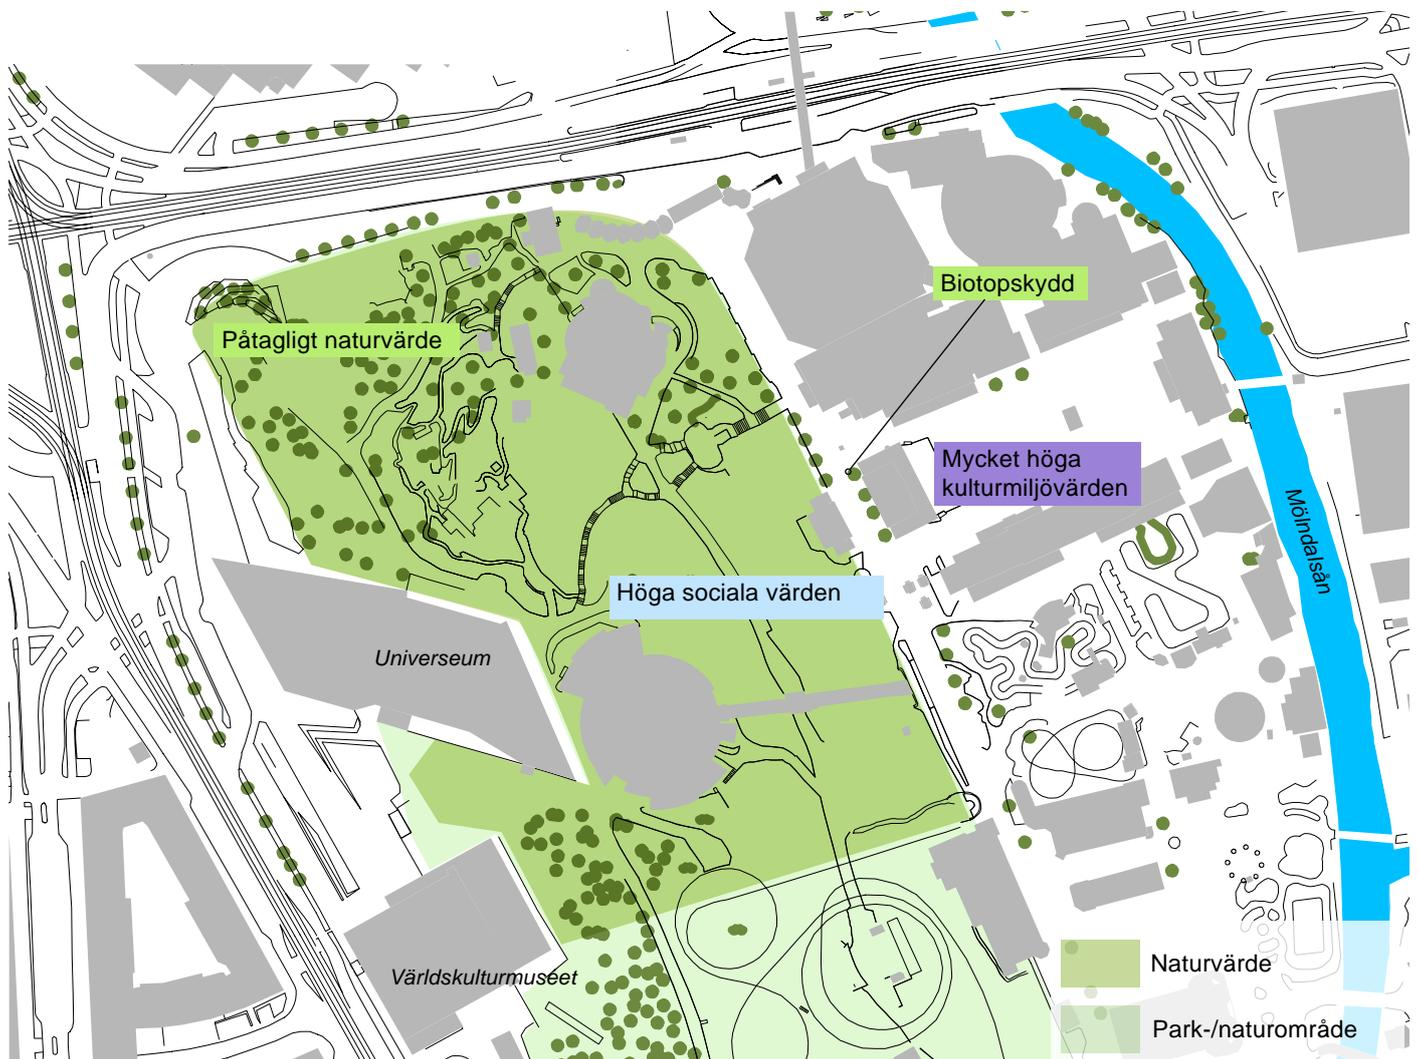 Biotopskydd
Påtagligt naturvärde
Mycket höga
kulturmiljövärden
Mölndalsån
Höga sociala värden
Universeum
Världskulturmuseet
Naturvärde
Park-/naturområde